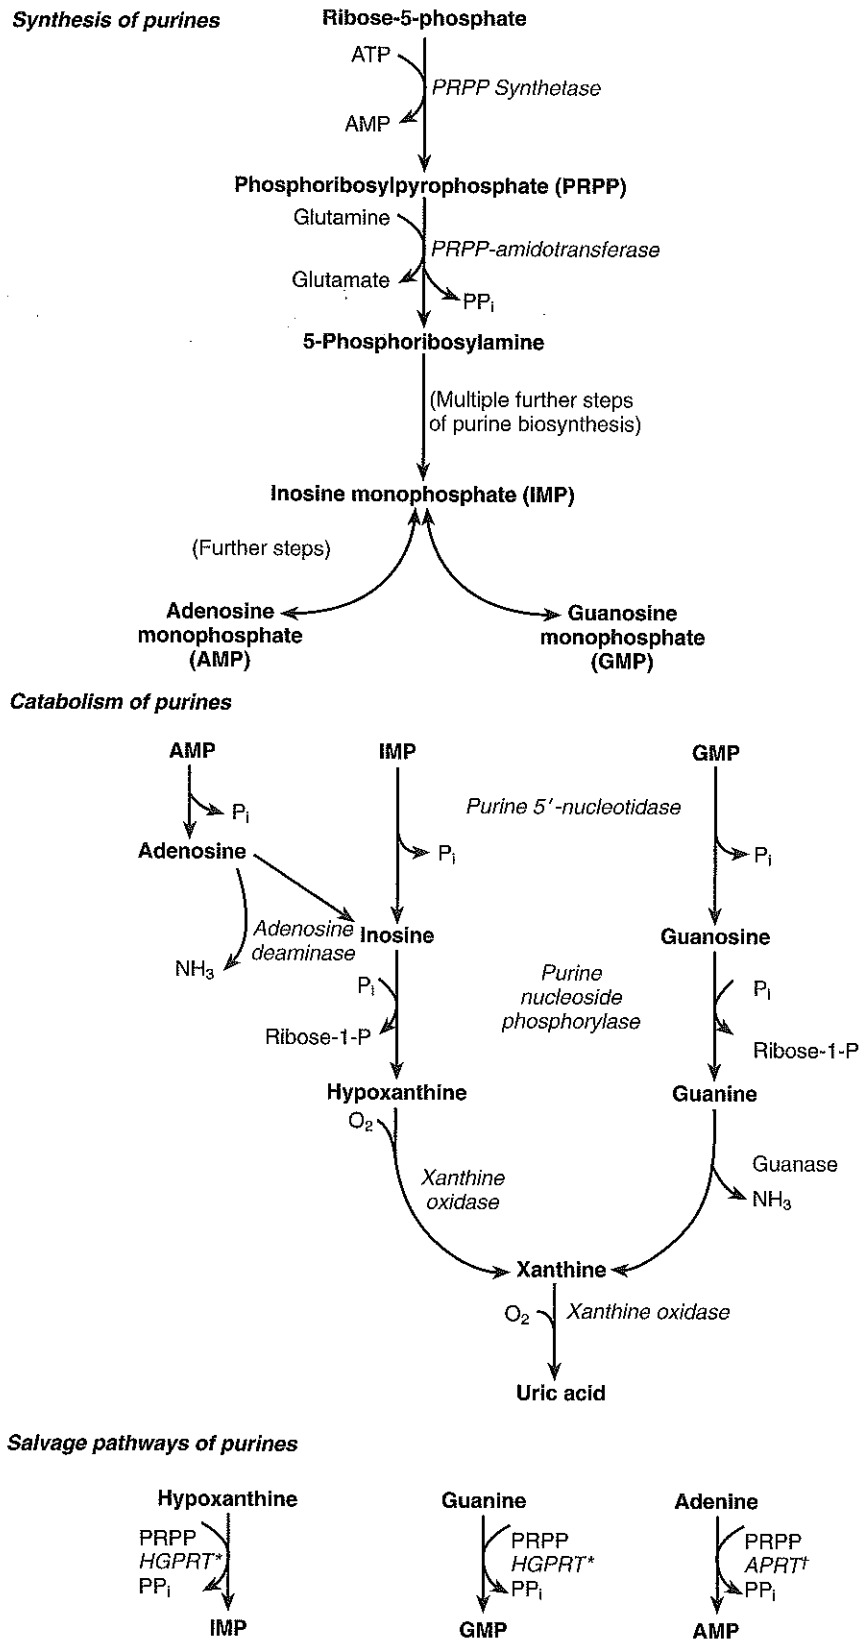 Synthesis of purines
Ribose-5-phosphate
ATP
PRPP Synthetase
AMP
Phosphoribosylpyrophosphate (PRPP)
Glutamine
PRPP-amidotransferase
Glutamate
PPi
5-Phosphoribosylamine
(Multiple further steps
of purine biosynthesis)
Inosine monophosphate (IMP)
(Further steps)
Adenosine
monophosphate
(AMP)
Guanosine
monophosphate
(GMP)
Catabolism of purines
AMP
IMP
GMP
Purine 5′-nucleotidase
Pi
Pi
Pi
Adenosine
Adenosine
deaminase
NH3
Inosine
Guanosine
Pi
Ribose-1-P
Purine
nucleoside
phosphorylase
Pi
Ribose-1-P
Hypoxanthine
Guanine
O2
Xanthine
oxidase
Guanase
NH3
Xanthine
O2
Xanthine oxidase
Uric acid
Salvage pathways of purines
Hypoxanthine
PRPP
HGPRT*
PPi
IMP
Guanine
PRPP
HGPRT*
PPi
GMP
Adenine
PRPP
APRT†
PPi
AMP